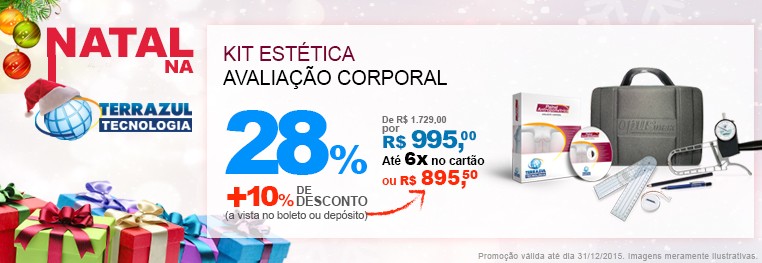 NATAL
NA
TERRAZUL
TECNOLOGIA
KIT ESTÉTICA
AVALIAÇÃO CORPORAL
28%
+10% DE DESCONTO
(a vista no boleto ou depósito)
De R$ 1.729,00
por
R$ 995,00
Até 6x no cartão
ou R$ 895,50
TERRAZUL
Promoção válida até dia 31/12/2015. Imagens meramente ilustrativas.